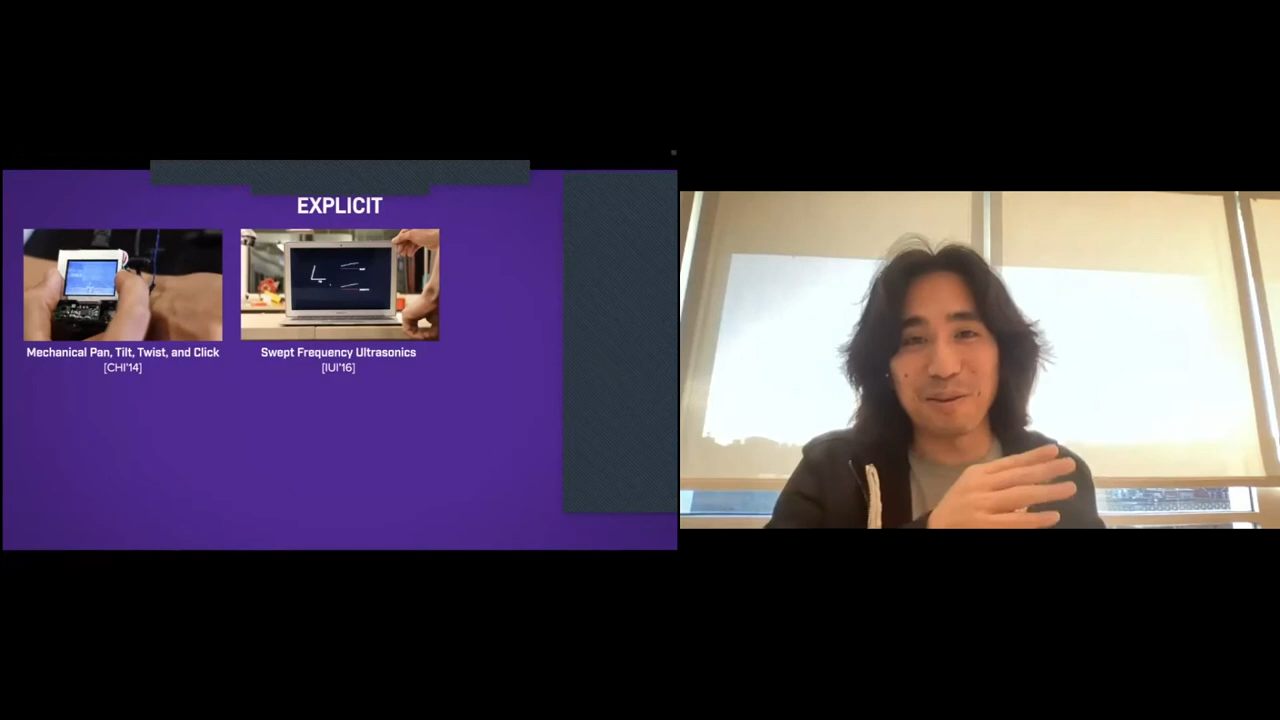 EXPLICIT
Mechanical Pan, Tilt, Twist, and Click
[CHI'14]
Swept Frequency Ultrasonics
[IUI'16]